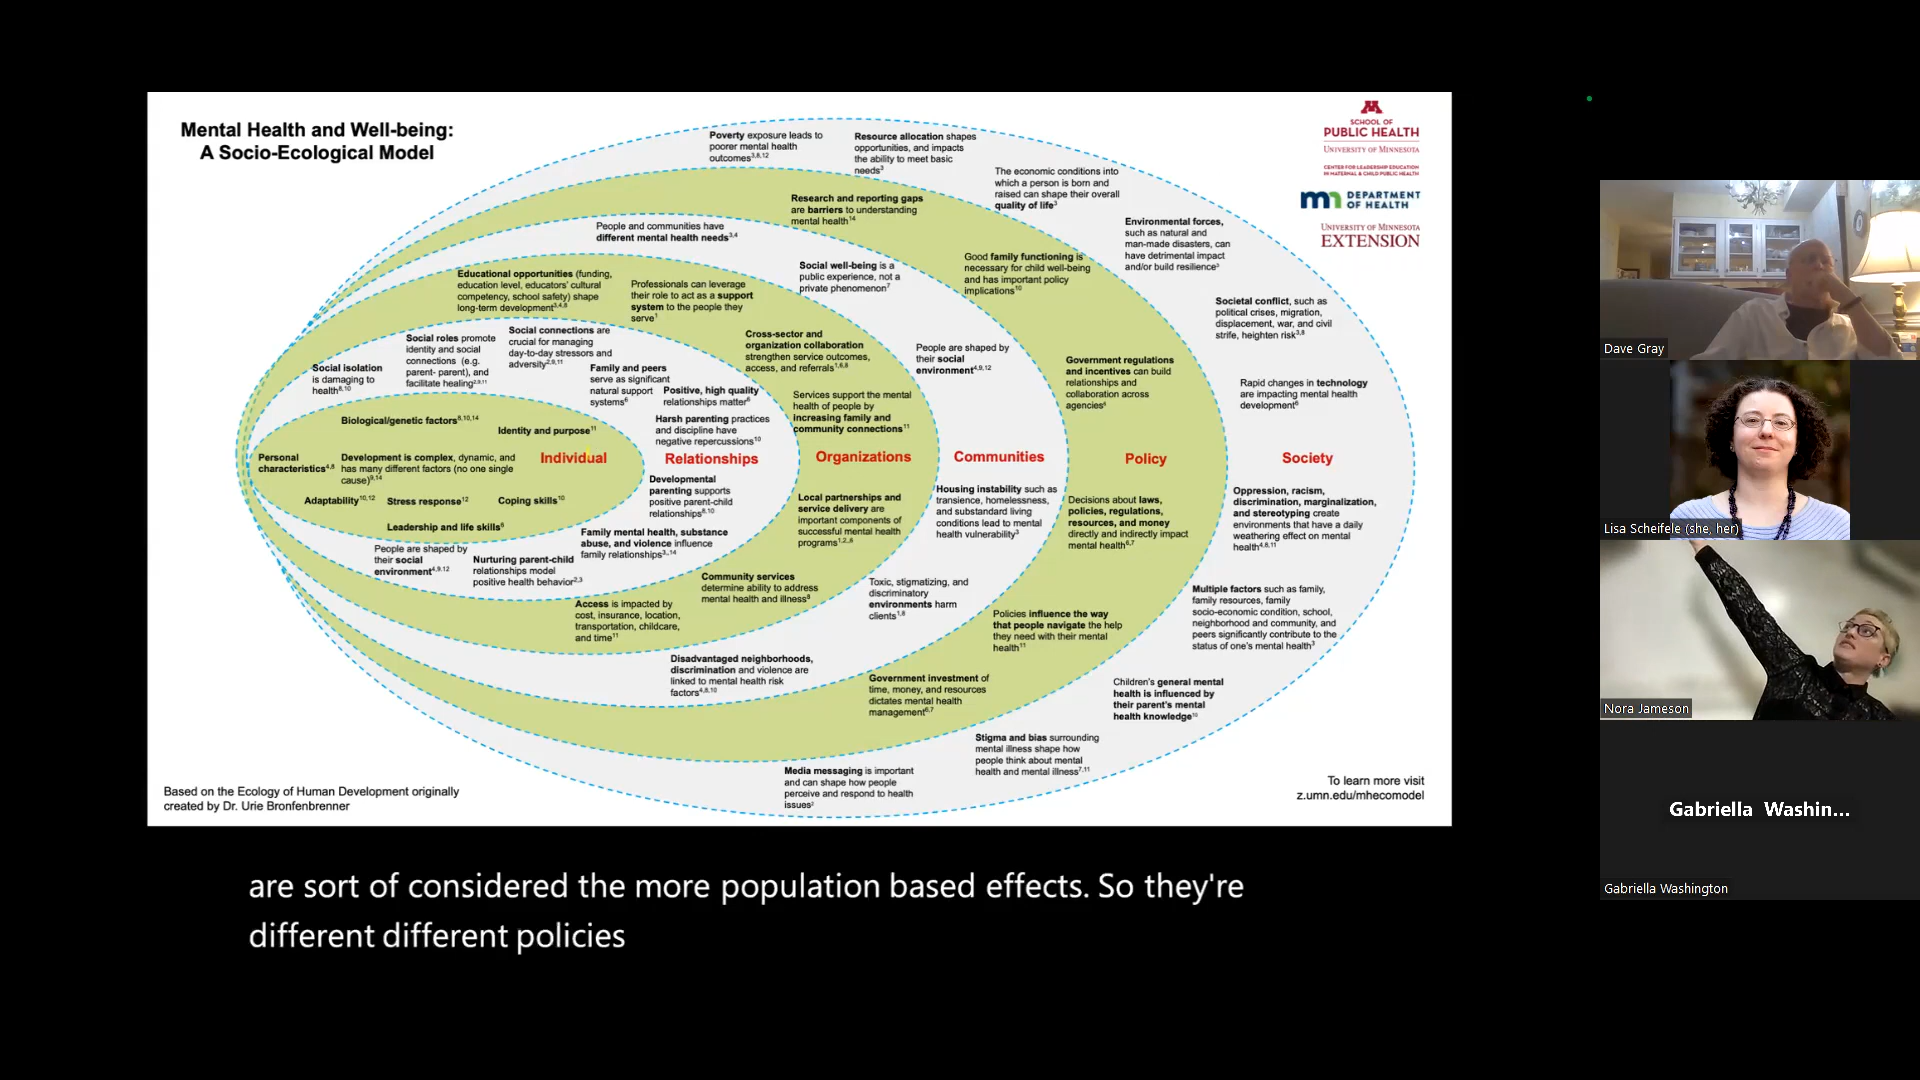 Mental Health and Well-being:
A Socio-Ecological Model
SCHOOL OF
PUBLIC HEALTH
UNIVERSITY OF MINNESOTA
CENTER FOR LEADERSHIP EDUCATION
IN MATERNAL & CHILD PUBLIC HEALTH
mn DEPARTMENT
OF HEALTH
UNIVERSITY OF MINNESOTA
EXTENSION
Poverty exposure leads to
poorer mental health
outcomes3,8,12
Resource allocation shapes
opportunities, and impacts
the ability to meet basic
needs3
The economic conditions into
which a person is born and
raised can shape their overall
quality of life3
Environmental forces,
such as natural and
man-made disasters, can
have detrimental impact
and/or build resilience3
Societal conflict, such as
political crises, migration,
displacement, war, and civil
strife, heighten risk3,8
Rapid changes in technology
are impacting mental health
development6
Society
Oppression, racism,
discrimination, marginalization,
and stereotyping create
environments that have a daily
weathering effect on mental
health4,8,11
Multiple factors such as family,
family resources, family
socio-economic condition, school,
neighborhood and community, and
peers significantly contribute to the
status of one's mental health3
Children's general mental
health is influenced by
their parent's mental
health knowledge10
Stigma and bias surrounding
mental illness shape how
people think about mental
health and mental illness7,11
Media messaging is important
and can shape how people
perceive and respond to health
issues2
Research and reporting gaps
are barriers to understanding
mental health14
Good family functioning is
necessary for child well-being
and has important policy
implications10
Government regulations
and incentives can build
relationships and
collaboration across
agencies6
Policy
Decisions about laws,
policies, regulations,
resources, and money
directly and indirectly impact
mental health6,7
Policies influence the way
that people navigate the help
they need with their mental
health11
Government investment of
time, money, and resources
dictates mental health
management6,7
People and communities have
different mental health needs3,4
Social well-being is a
public experience, not a
private phenomenon7
People are shaped by
their social
environment4,9,12
Communities
Housing instability such as
transience, homelessness,
and substandard living
conditions lead to mental
health vulnerability3
Toxic, stigmatizing, and
discriminatory
environments harm
clients1,8
Disadvantaged neighborhoods,
discrimination and violence are
linked to mental health risk
factors4,8,10
Educational opportunities (funding,
education level, educators' cultural
competency, school safety) shape
long-term development3,4,8
Professionals can leverage
their role to act as a support
system to the people they
serve1
Cross-sector and
organization collaboration
strengthen service outcomes,
access, and referrals1,6,8
Services support the mental
health of people by
increasing family and
community connections11
Organizations
Local partnerships and
service delivery are
important components of
successful mental health
programs1,2,,8
Community services
determine ability to address
mental health and illness8
Access is impacted by
cost, insurance, location,
transportation, childcare,
and time11
Social isolation
is damaging to
health8,10
Social roles promote
identity and social
connections (e.g.
parent- parent), and
facilitate healing2,9,11
Social connections are
crucial for managing
day-to-day stressors and
adversity2,9,11
Family and peers
serve as significant
natural support
systems6
Positive, high quality
relationships matter6
Harsh parenting practices
and discipline have
negative repercussions10
Relationships
Developmental
parenting supports
positive parent-child
relationships8,10
Family mental health, substance
abuse, and violence influence
family relationships3,,14
Nurturing parent-child
relationships model
positive health behavior2,3
People are shaped by
their social
environment4,9,12
Biological/genetic factors8,10,14
Identity and purpose11
Personal
characteristics4,8
Development is complex, dynamic, and
has many different factors (no one single
cause)9,14
Individual
Adaptability10,12
Stress response12
Coping skills10
Leadership and life skills6
Based on the Ecology of Human Development originally
created by Dr. Urie Bronfenbrenner
To learn more visit
z.umn.edu/mhecomodel
are sort of considered the more population based effects. So they're
different different policies
Dave Gray
Lisa Scheifele (she, her)
Nora Jameson
Gabriella Washin...
Gabriella Washington